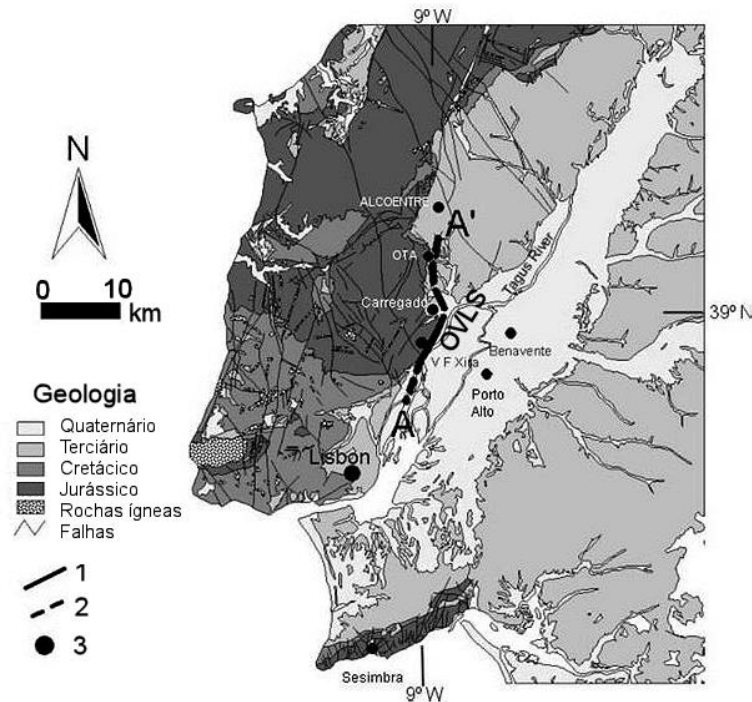 9º W
N
ALCOENTRE
A'
OTA
0 10
km
Tagus River
Carregado
OVLS
39º N
V F Xira
Benavente
Porto
Alto
A
Geologia
Quaternário
Terciário
Cretácico
Jurássico
Rochas ígneas
Falhas
Lisbon
1
2
3
Sesimbra
9º W